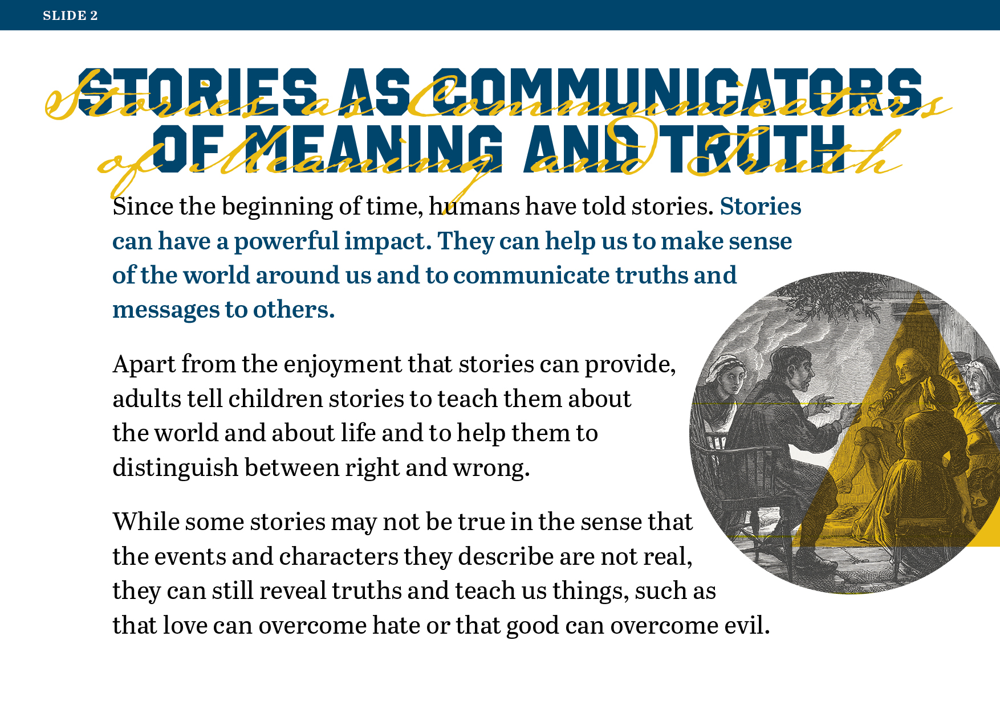 SLIDE 2
STORIES AS COMMUNICATORS
Stories as Communicators
OF MEANING AND TRUTH
of Meaning and Truth
Since the beginning of time, humans have told stories. Stories
can have a powerful impact. They can help us to make sense
of the world around us and to communicate truths and
messages to others.
Apart from the enjoyment that stories can provide,
adults tell children stories to teach them about
the world and about life and to help them to
distinguish between right and wrong.
While some stories may not be true in the sense that
the events and characters they describe are not real,
they can still reveal truths and teach us things, such as
that love can overcome hate or that good can overcome evil.